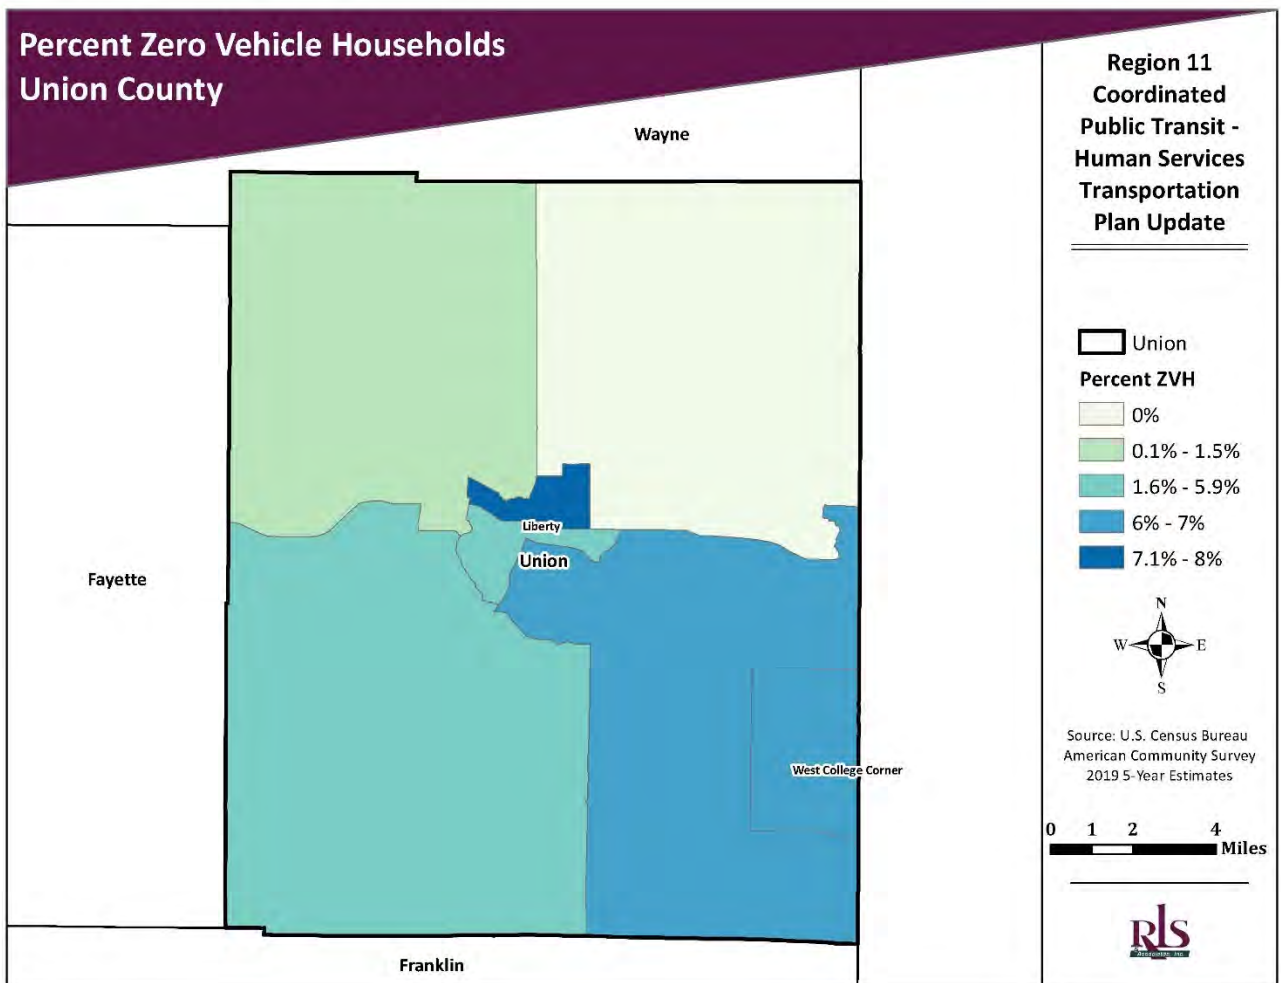 Percent Zero Vehicle Households
Union County
Wayne
Fayette
Liberty
Union
West College Corner
Franklin
Region 11
Coordinated
Public Transit -
Human Services
Transportation
Plan Update
Union
Percent ZVH
0%
0.1% - 1.5%
1.6% - 5.9%
6% - 7%
7.1% - 8%
N
W E
S
Source: U.S. Census Bureau
American Community Survey
2019 5-Year Estimates
0 1 2 4
Miles
RLS
& Associates, Inc.